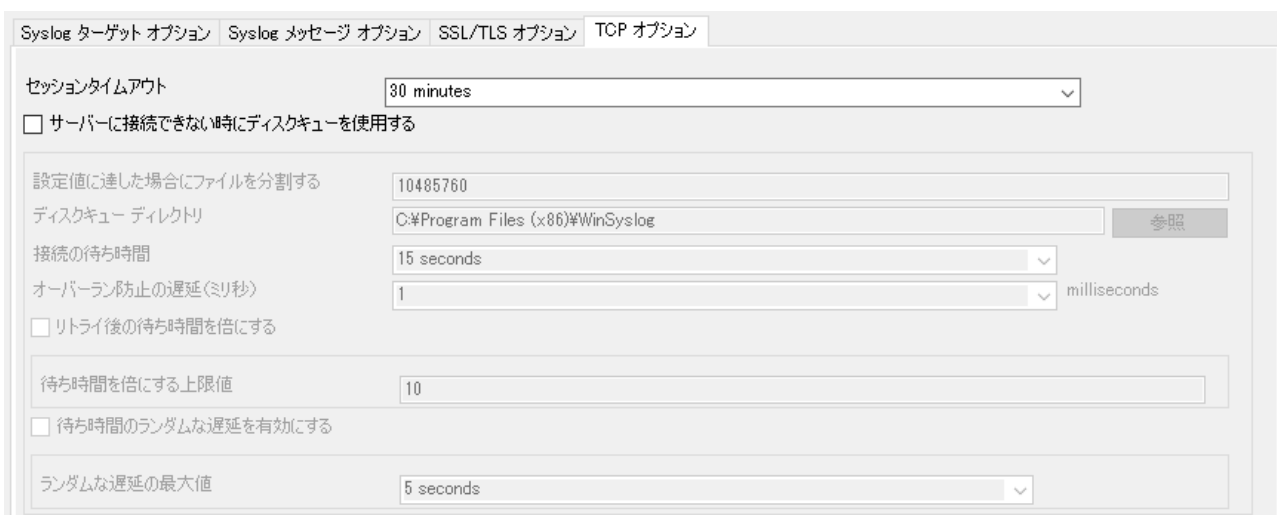 Syslog ターゲット オプション Syslog メッセージ オプション SSL/TLS オプション TCP オプション
セッションタイムアウト 30 minutes
サーバーに接続できない時にディスクキューを使用する
設定値に達した場合にファイルを分割する 10485760
ディスクキュー ディレクトリ C:¥Program Files (x86)¥WinSyslog 参照
接続の待ち時間 15 seconds
オーバーラン防止の遅延(ミリ秒) 1 milliseconds
リトライ後の待ち時間を倍にする
待ち時間を倍にする上限値 10
待ち時間のランダムな遅延を有効にする
ランダムな遅延の最大値 5 seconds